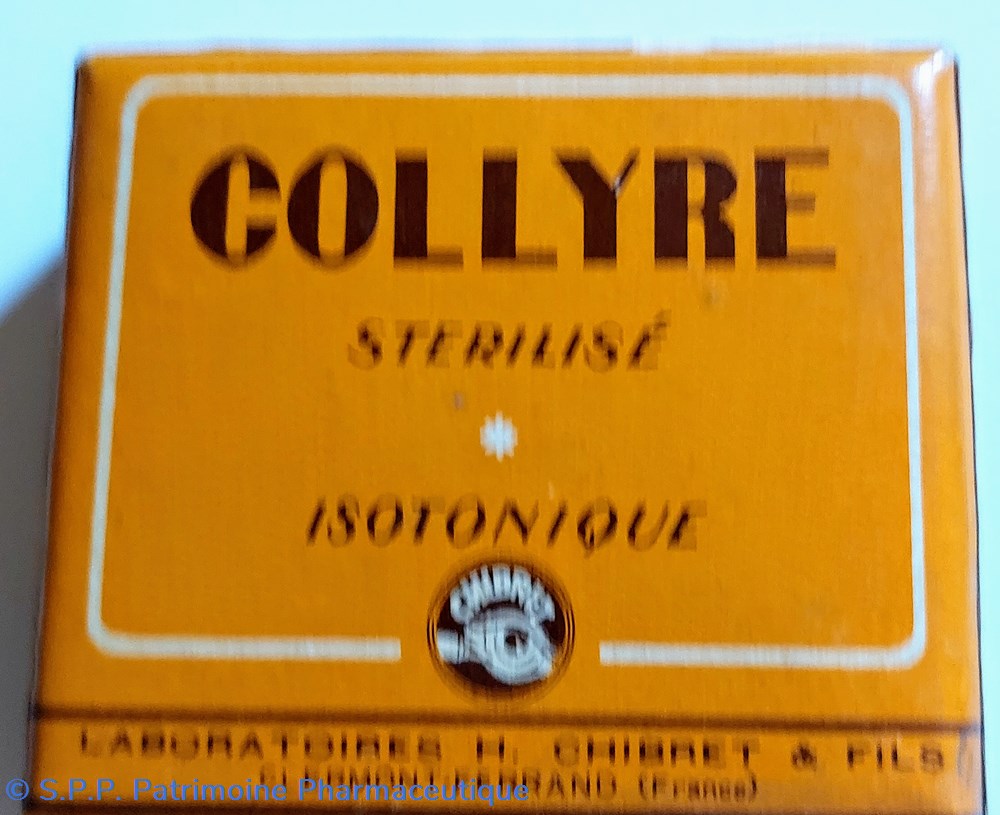 COLLYRE
STERILISÉ
*
ISOTONIQUE
CHIBRET
LABORATOIRES H. CHIBRET & FILS
CLERMONT-FERRAND (France)
© S.P.P. Patrimoine Pharmaceutique